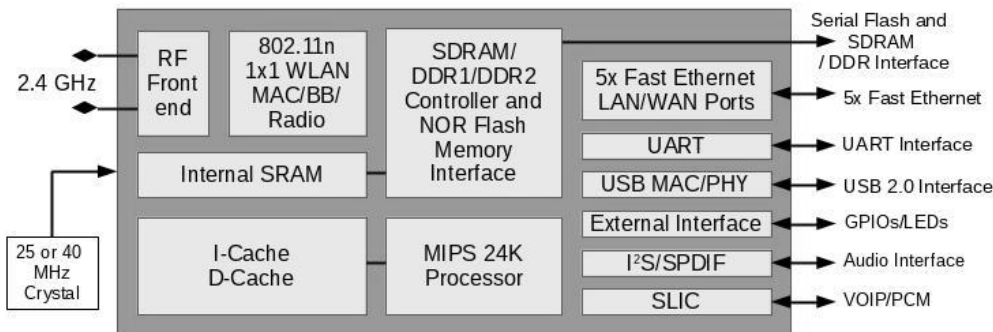 2.4 GHz
25 or 40
MHz
Crystal
RF
Front
end
802.11n
1x1 WLAN
MAC/BB/
Radio
Internal SRAM
I-Cache
D-Cache
SDRAM/
DDR1/DDR2
Controller and
NOR Flash
Memory
Interface
MIPS 24K
Processor
5x Fast Ethernet
LAN/WAN Ports
UART
USB MAC/PHY
External Interface
I²S/SPDIF
SLIC
Serial Flash and
SDRAM
/ DDR Interface
5x Fast Ethernet
UART Interface
USB 2.0 Interface
GPIOs/LEDs
Audio Interface
VOIP/PCM